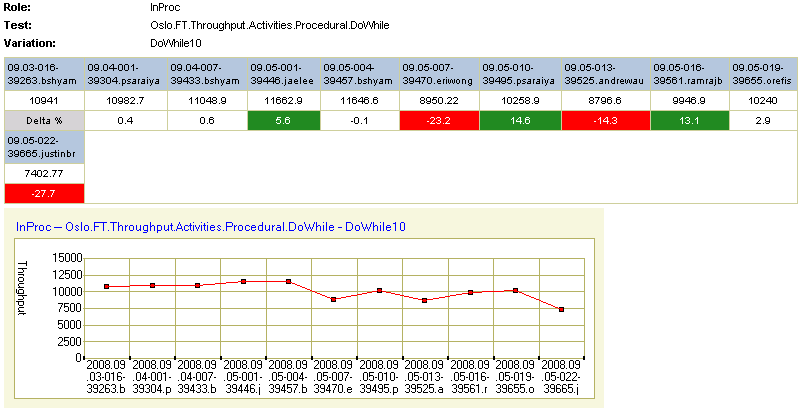 Role: InProc
Test: Oslo.FT.Throughput.Activities.Procedural.DoWhile
Variation: DoWhile10
09.03-016- 09.04-001- 09.04-007- 09.05-001- 09.05-004- 09.05-007- 09.05-010- 09.05-013- 09.05-016- 09.05-019-
39263.bshyam 39304.psaraiya 39433.bshyam 39446.jaelee 39457.bshyam 39470.eriwong 39495.psaraiya 39525.andrewau 39561.ramrajb 39655.orefis
10941 10982.7 11048.9 11662.9 11646.6 8950.22 10258.9 8796.6 9946.9 10240
Delta % 0.4 0.6 5.6 -0.1 -23.2 14.6 -14.3 13.1 2.9
09.05-022-
39665.justinbr
7402.77
-27.7
InProc -- Oslo.FT.Throughput.Activities.Procedural.DoWhile - DoWhile10
Throughput
15000
12500
10000
7500
5000
2500
0
2008.09 2008.09 2008.09 2008.09 2008.09 2008.09 2008.09 2008.09 2008.09 2008.09 2008.09
.03-016- .04-001- .04-007- .05-001- .05-004- .05-007- .05-010- .05-013- .05-016- .05-019- .05-022-
39263.b 39304.p 39433.b 39446.j 39457.b 39470.e 39495.p 39525.a 39561.r 39655.o 39665.j